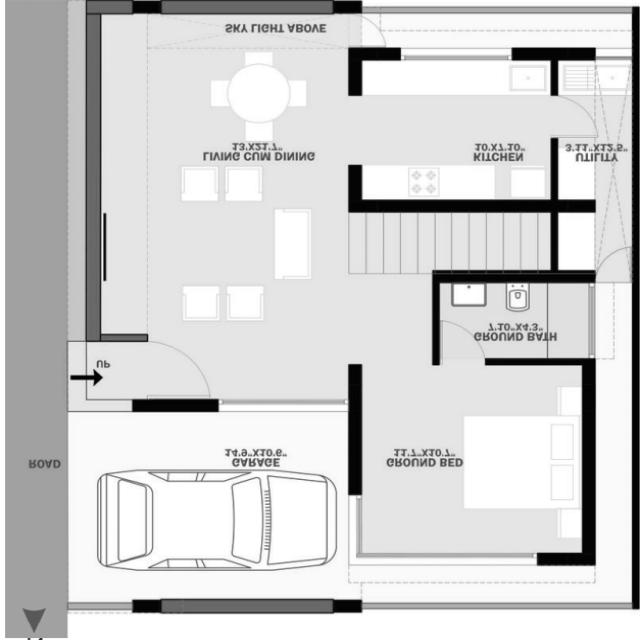 SKY LIGHT ABOVE
13'X21'.7"
LIVING CUM DINING
10'X7'.10"
KITCHEN
3'.11"X12'.5"
UTILITY
7'.10"X4'.3"
GROUND BATH
UP
14'.9"X10'.6"
GARAGE
11'.7"X10'.7"
GROUND BED
ROAD